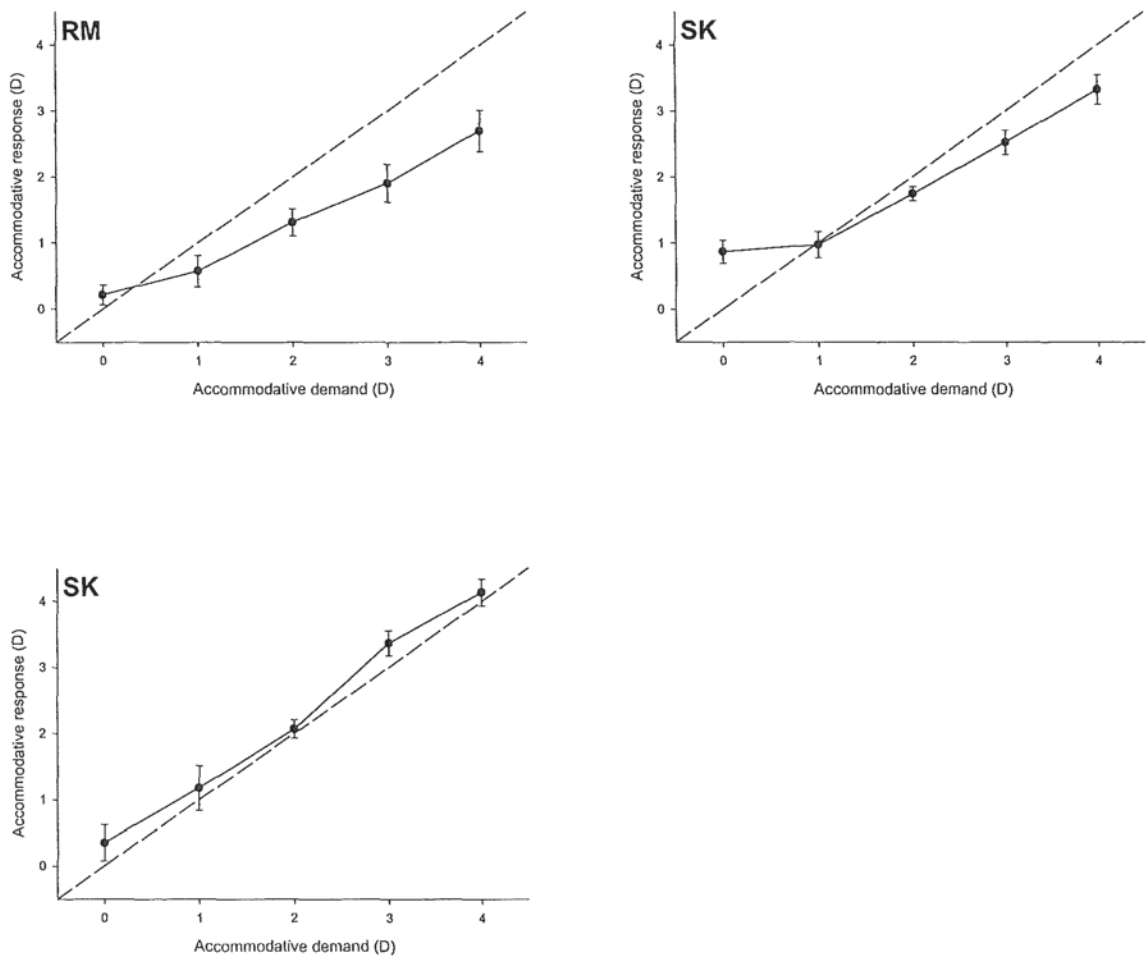 RM
Accommodative response (D)
4
3
2
1
0
0 1 2 3 4
Accommodative demand (D)
SK
Accommodative response (D)
4
3
2
1
0
0 1 2 3 4
Accommodative demand (D)
SK
Accommodative response (D)
4
3
2
1
0
0 1 2 3 4
Accommodative demand (D)